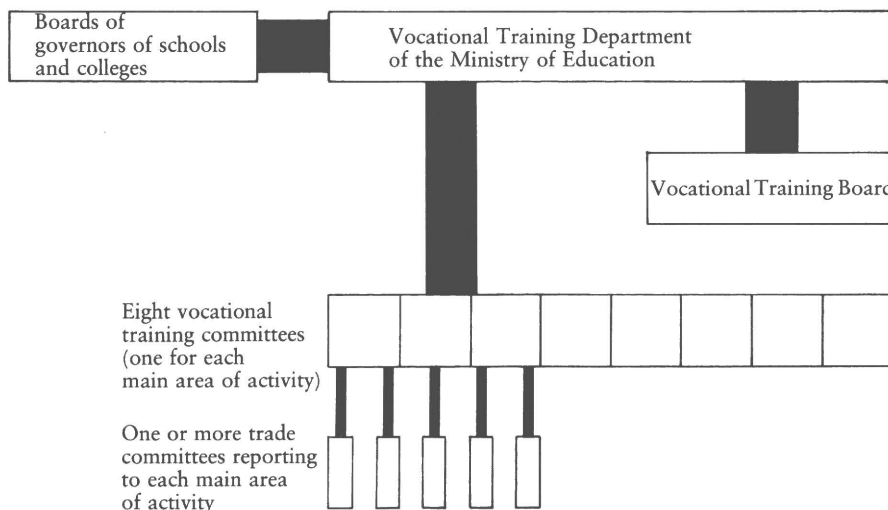 Boards of
governors of schools
and colleges
Vocational Training Department
of the Ministry of Education
Vocational Training Board
Eight vocational
training committees
(one for each
main area of activity)
One or more trade
committees reporting
to each main area
of activity